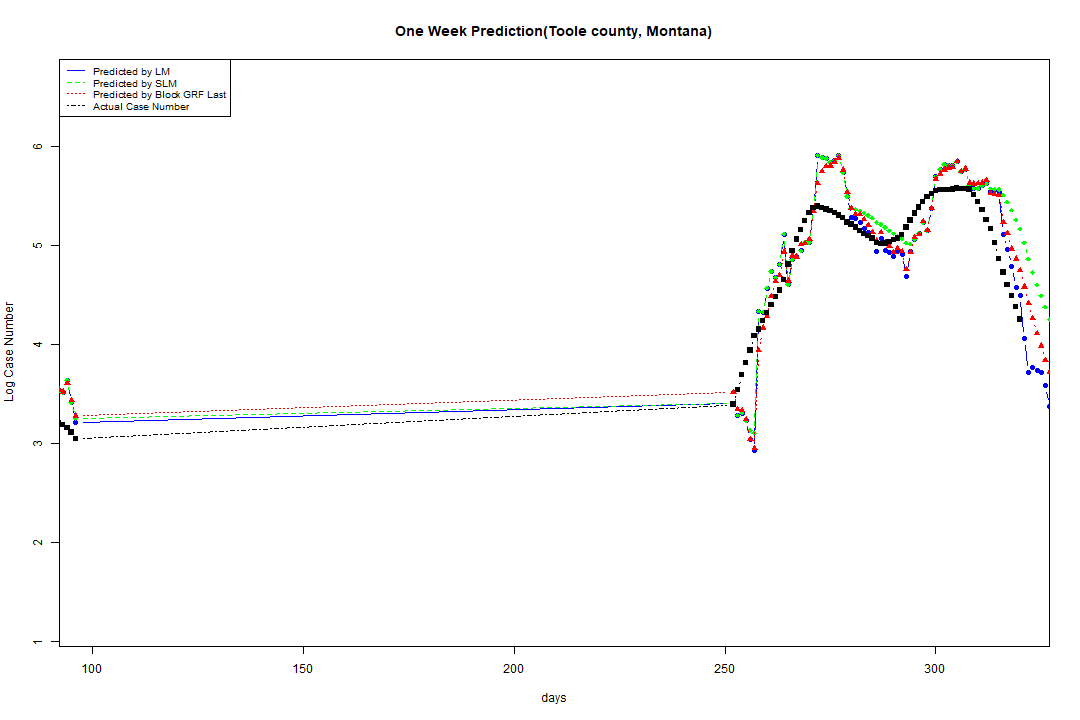 One Week Prediction(Toole county, Montana)
Predicted by LM
Predicted by SLM
Predicted by Block GRF Last
Actual Case Number
Log Case Number
6
5
4
3
2
1
100 150 200 250 300
days